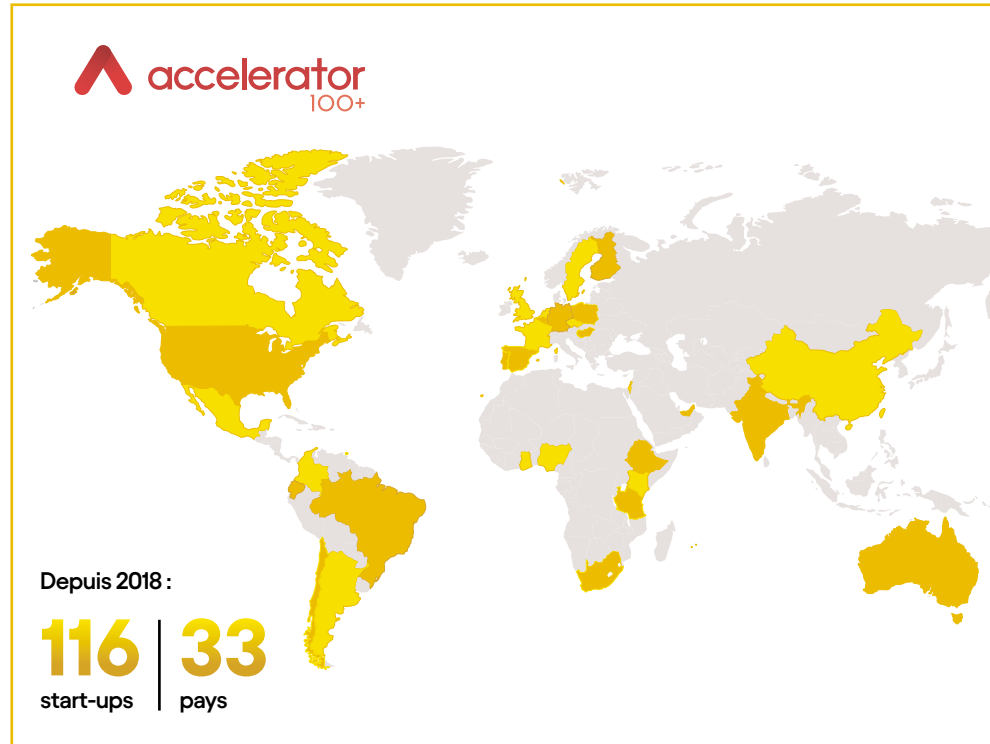 accelerator
100+
Depuis 2018 :
116
start-ups
33
pays